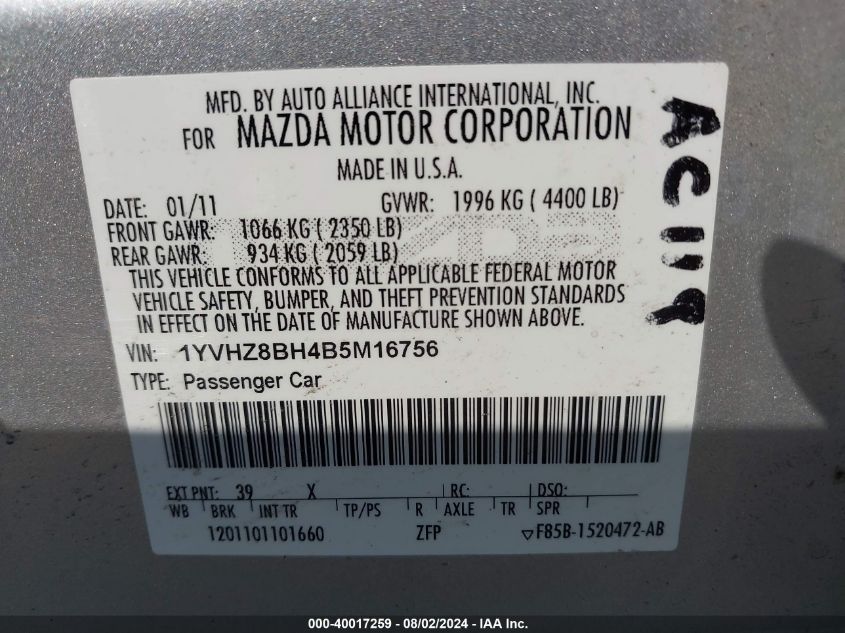 MFD. BY AUTO ALLIANCE INTERNATIONAL, INC.
FOR MAZDA MOTOR CORPORATION
MADE IN U.S.A.
DATE: 01/11 GVWR: 1996 KG ( 4400 LB)
FRONT GAWR: 1066 KG ( 2350 LB)
REAR GAWR: 934 KG ( 2059 LB)
THIS VEHICLE CONFORMS TO ALL APPLICABLE FEDERAL MOTOR
VEHICLE SAFETY, BUMPER, AND THEFT PREVENTION STANDARDS
IN EFFECT ON THE DATE OF MANUFACTURE SHOWN ABOVE.
VIN: 1YVHZ8BH4B5M16756
TYPE: Passenger Car
EXT PNT: 39 X RC: DSO:
WB BRK INT TR TP/PS R AXLE TR SPR
1201101101660 ZFP ▽F85B-1520472-AB
AC119
000-40017259 - 08/02/2024 - IAA Inc.